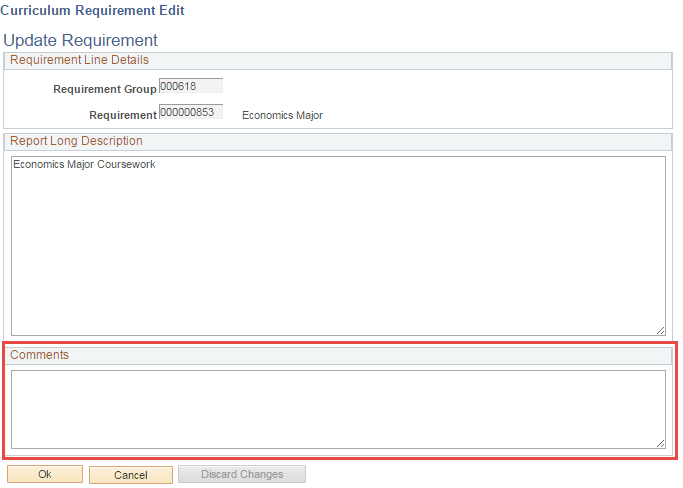 Curriculum Requirement Edit
Update Requirement
Requirement Line Details
Requirement Group 000618
Requirement 000000853 Economics Major
Report Long Description
Economics Major Coursework
Comments
Ok Cancel Discard Changes